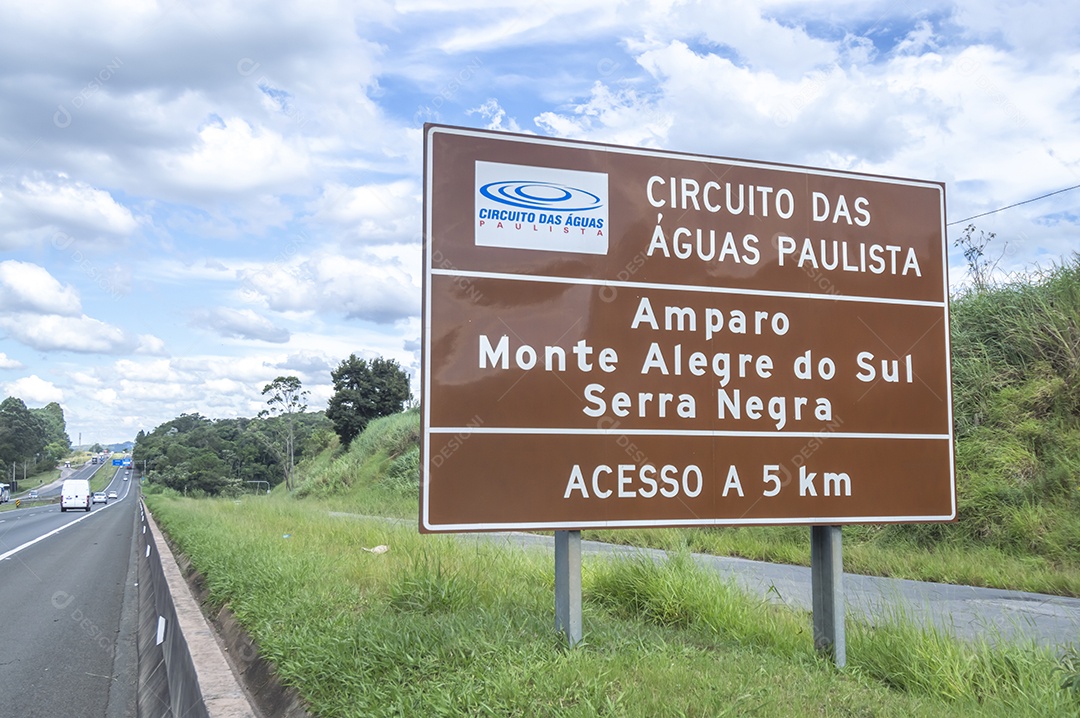 CIRCUITO DAS ÁGUAS
PAULISTA
CIRCUITO DAS
ÁGUAS PAULISTA
Amparo
Monte Alegre do Sul
Serra Negra
ACESSO A 5 km